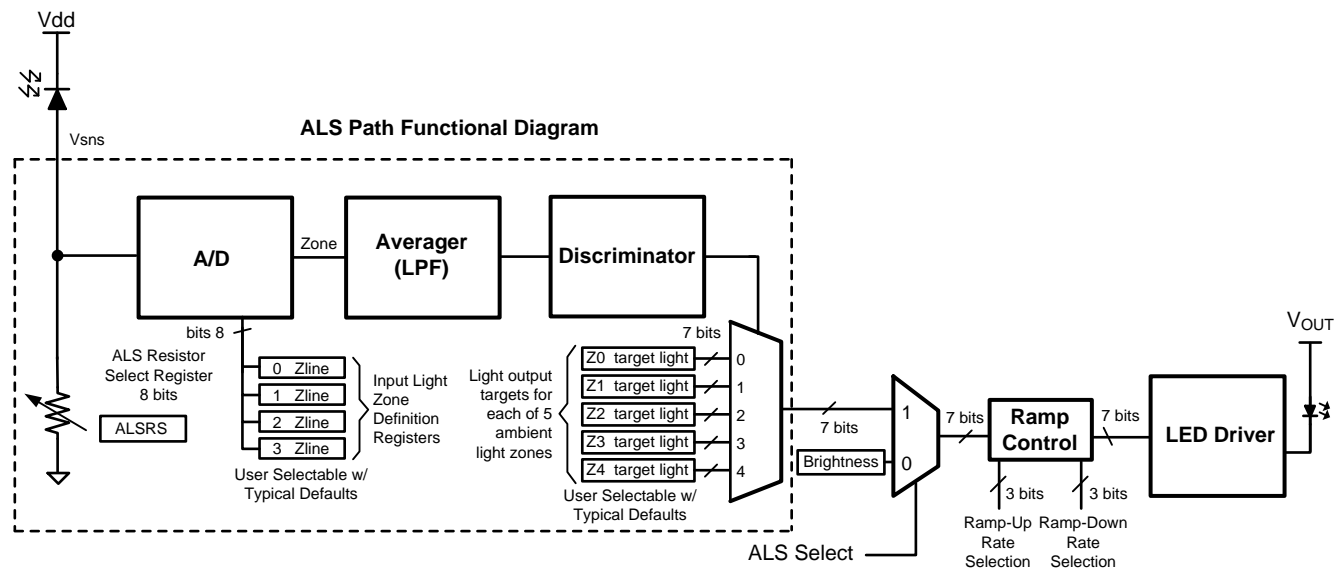 Vdd
Vsns
ALS Path Functional Diagram
A/D
Zone
Averager
(LPF)
Discriminator
bits 8
ALS Resistor
Select Register
8 bits
ALSRS
0 Zline
1 Zline
2 Zline
3 Zline
Input Light
Zone
Definition
Registers
User Selectable w/
Typical Defaults
Light output
targets for
each of 5
ambient
light zones
7 bits
Z0 target light
Z1 target light
Z2 target light
Z3 target light
Z4 target light
0
1
2
3
4
User Selectable w/
Typical Defaults
7 bits
Brightness
1
0
ALS Select
7 bits
Ramp
Control
7 bits
3 bits
3 bits
Ramp-Up
Rate
Selection
Ramp-Down
Rate
Selection
LED Driver
VOUT